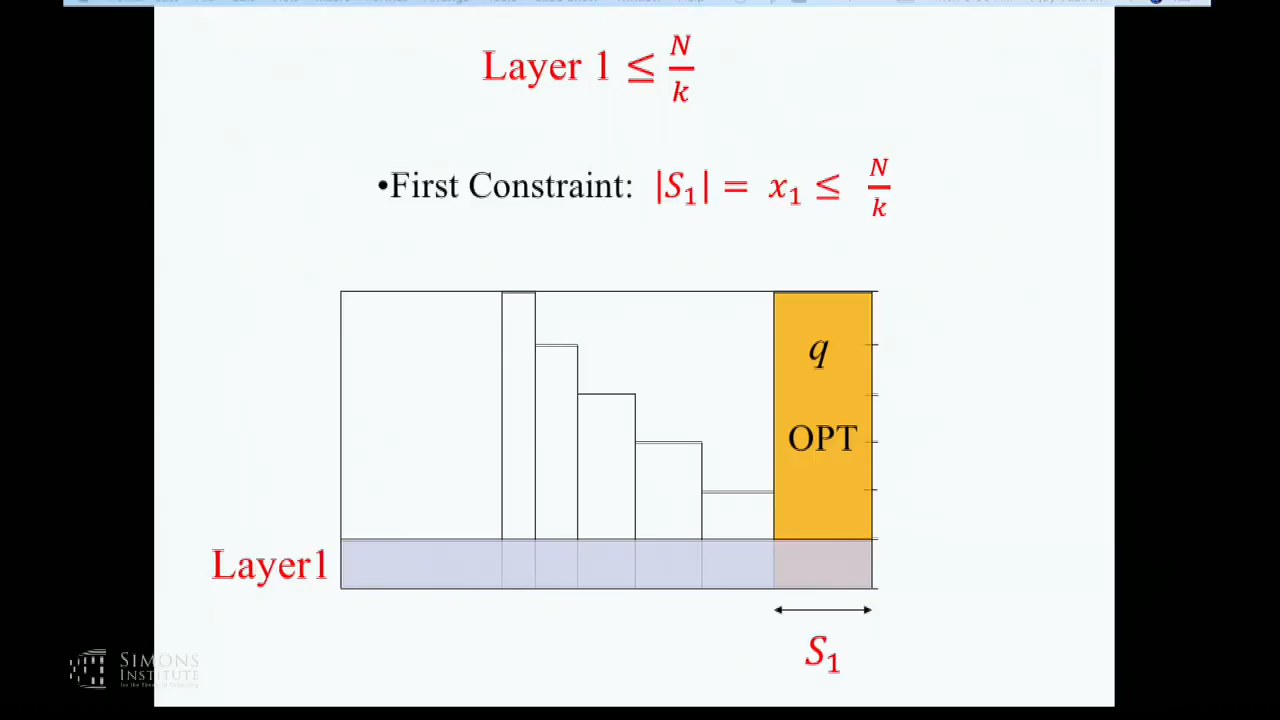 Layer 1 ≤ N/k
•First Constraint: |S₁| = x₁ ≤ N/k
q
OPT
Layer1
S₁
SIMONS
INSTITUTE